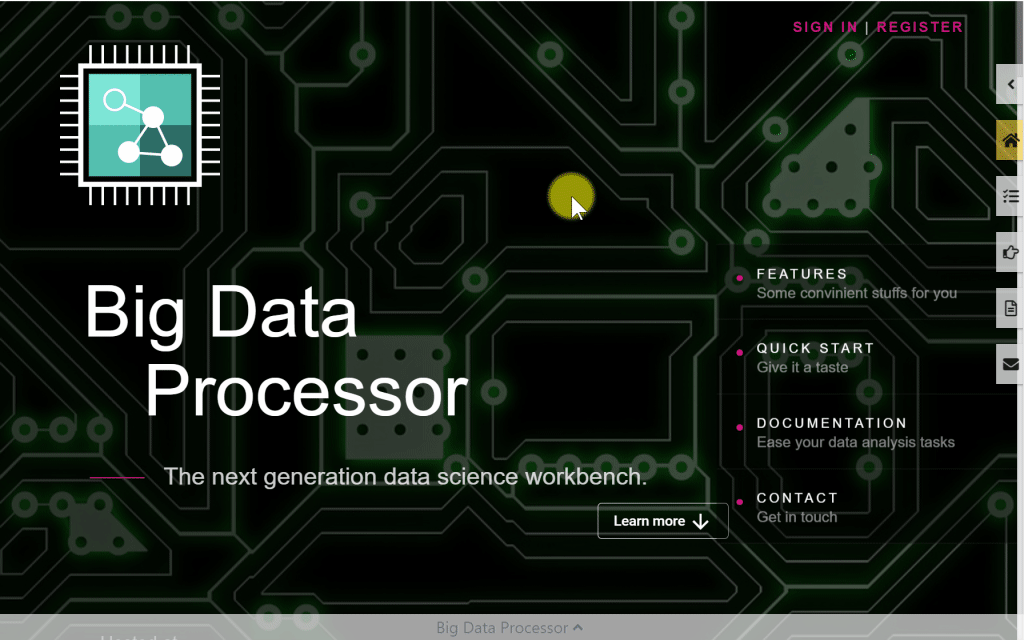 SIGN IN | REGISTER
Big Data
Processor
The next generation data science workbench.
Learn more
FEATURES
Some convinient stuffs for you
QUICK START
Give it a taste
DOCUMENTATION
Ease your data analysis tasks
CONTACT
Get in touch
Big Data Processor
Hosted at